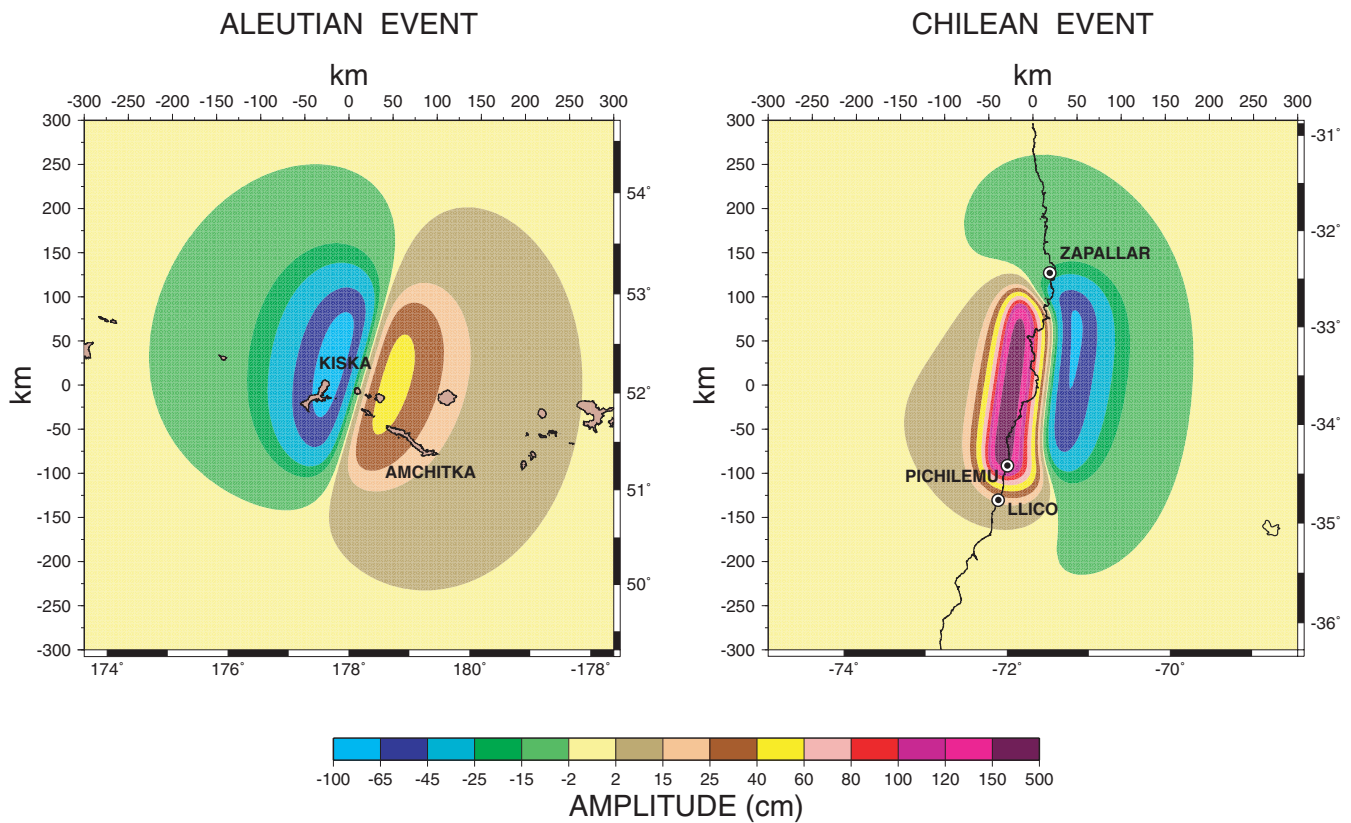 ALEUTIAN EVENT
CHILEAN EVENT
km
km
-300 -250 -200 -150 -100 -50 0 50 100 150 200 250 300
-300 -250 -200 -150 -100 -50 0 50 100 150 200 250 300
300
250
200
150
100
50
0
-50
-100
-150
-200
-250
-300
km
54°
53°
52°
51°
50°
KISKA
AMCHITKA
174° 176° 178° 180° -178°
300
250
200
150
100
50
0
-50
-100
-150
-200
-250
-300
km
-31°
-32°
-33°
-34°
-35°
-36°
ZAPALLAR
PICHILEMU
LLICO
-74° -72° -70°
-100 -65 -45 -25 -15 -2 2 15 25 40 60 80 100 120 150 500
AMPLITUDE (cm)